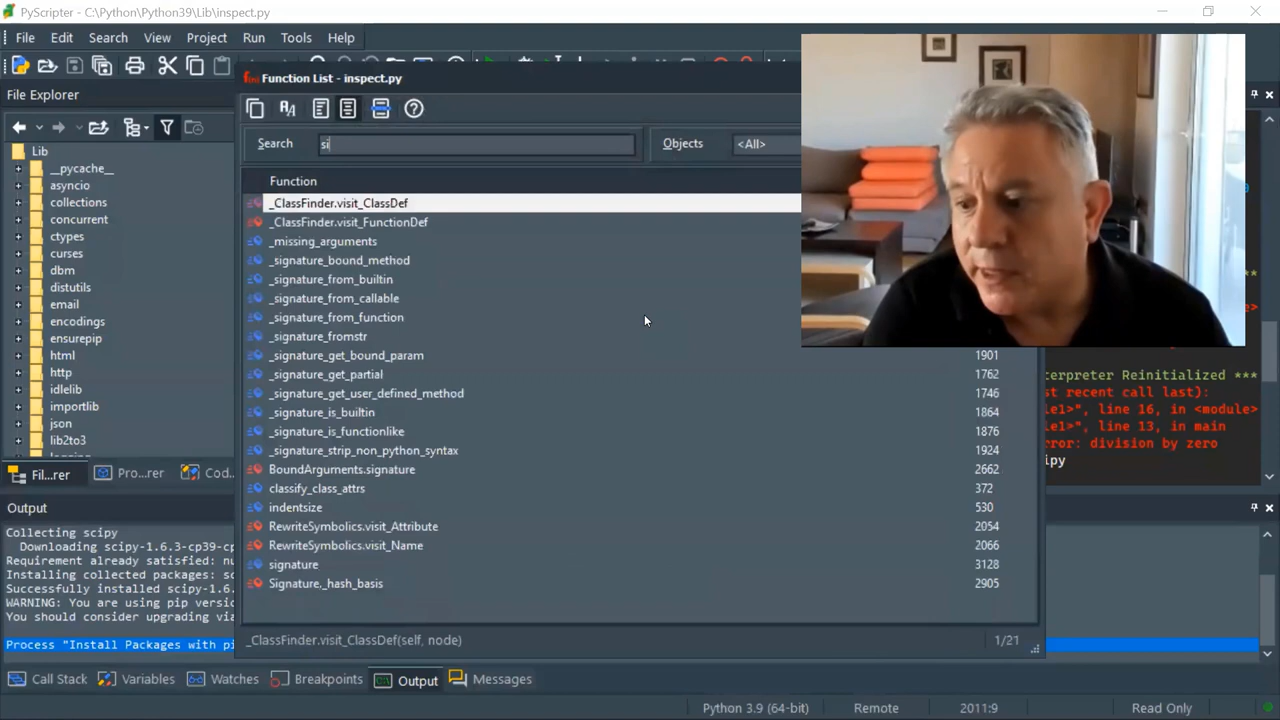 PyScripter - C:\Python\Python39\Lib\inspect.py
File Edit Search View Project Run Tools Help
File Explorer
Function List - inspect.py
Search si Objects <All>
Function
Lib
__pycache__
asyncio
collections
concurrent
ctypes
curses
dbm
distutils
email
encodings
ensurepip
html
http
idlelib
importlib
json
lib2to3
_ClassFinder.visit_ClassDef
_ClassFinder.visit_FunctionDef
_missing_arguments
_signature_bound_method
_signature_from_builtin
_signature_from_callable
_signature_from_function
_signature_fromstr
_signature_get_bound_param 1901
_signature_get_partial 1762
_signature_get_user_defined_method 1746
_signature_is_builtin 1864
_signature_is_functionlike 1876
_signature_strip_non_python_syntax 1924
BoundArguments.signature 2662
classify_class_attrs 372
indentsize 530
RewriteSymbolics.visit_Attribute 2054
RewriteSymbolics.visit_Name 2066
signature 3128
Signature._hash_basis 2905
_ClassFinder.visit_ClassDef(self, node) 1/21
terpreter Reinitialized ***
st recent call last):
le1>", line 16, in <module>
le1>", line 13, in main
rror: division by zero
ipy
Fil...rer Pro...rer Cod...
Output
Collecting scipy
Downloading scipy-1.6.3-cp39-cp
Requirement already satisfied: nu
Installing collected packages: sc
Successfully installed scipy-1.6.
WARNING: You are using pip versio
You should consider upgrading via
Process "Install Packages with pi
Call Stack Variables Watches Breakpoints Output Messages
Python 3.9 (64-bit) Remote 2011:9 Read Only